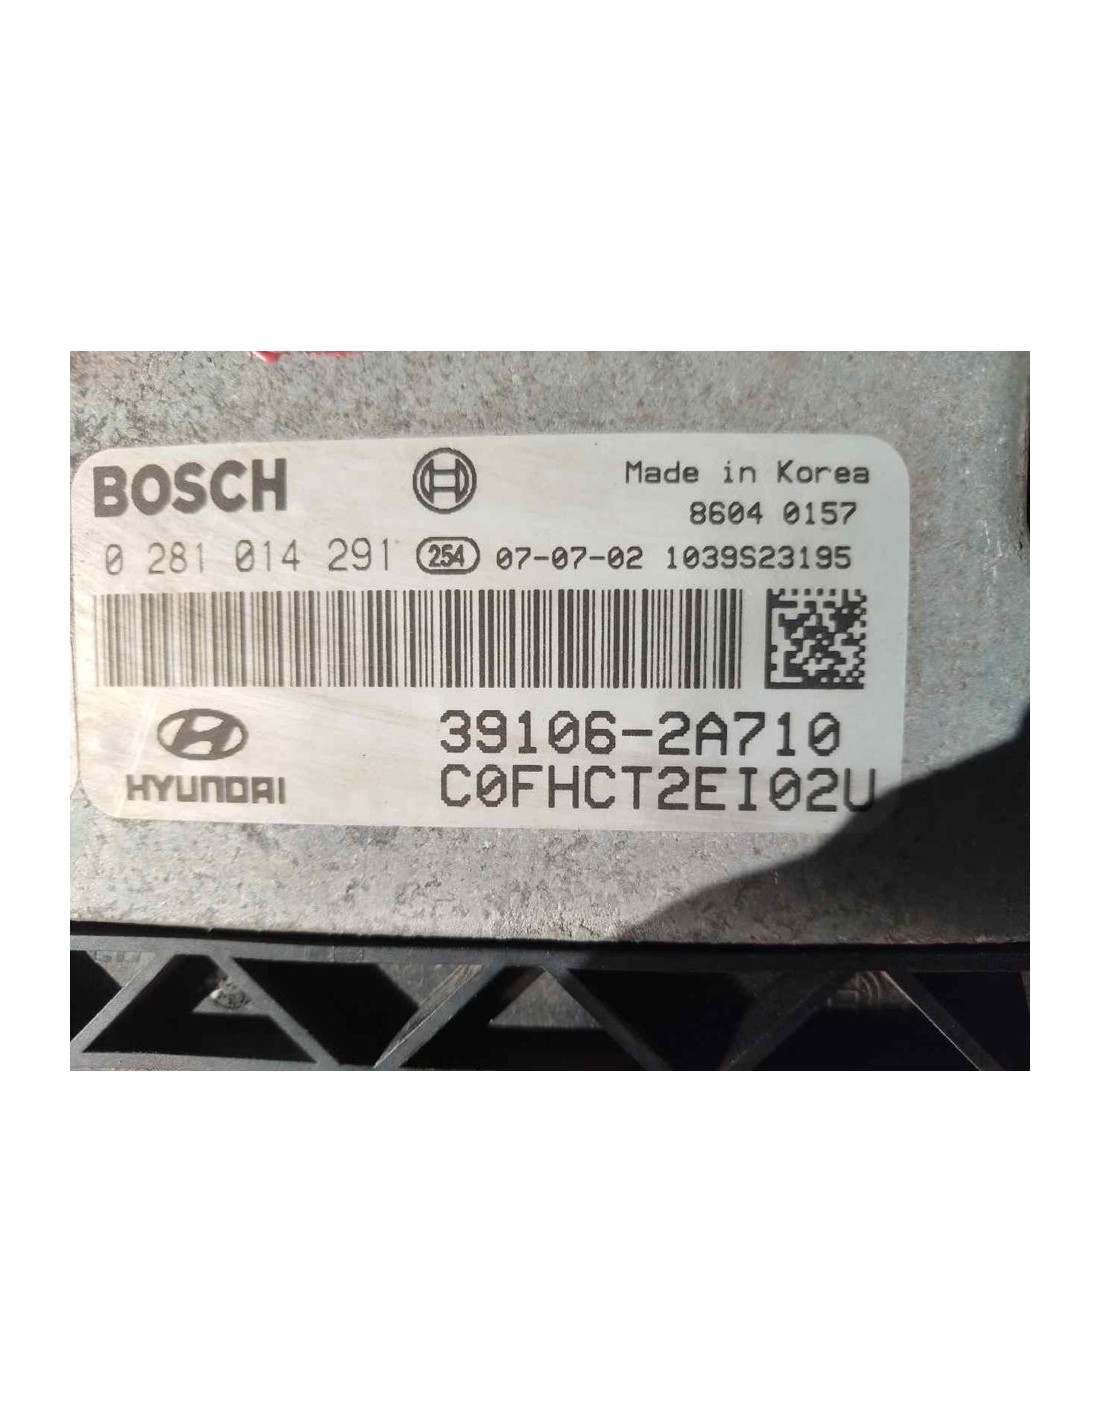 BOSCH
Made in Korea
8604 0157
0 281 014 291 254 07-07-02 1039S23195
HYUNDAI
39106-2A710
C0FHCT2EI02U